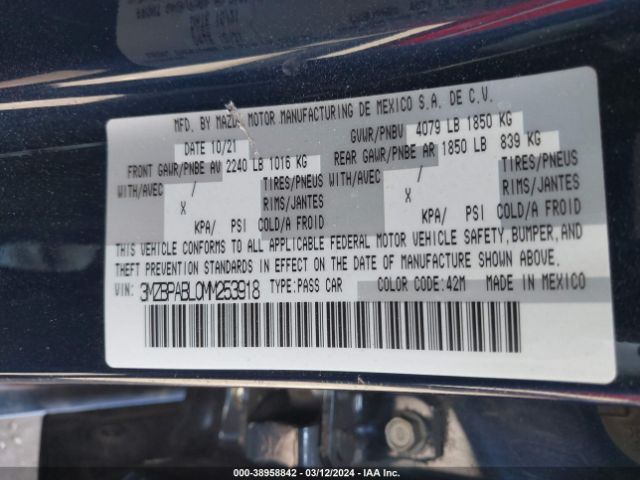 MFD. BY MAZDA MOTOR MANUFACTURING DE MEXICO S.A. DE C.V.
DATE 10/21 GVWR/PNBV 4079 LB 1850 KG
FRONT GAWR/PNBE AV 2240 LB 1016 KG REAR GAWR/PNBE AR 1850 LB 839 KG
WITH/AVEC / TIRES/PNEUS WITH/AVEC / TIRES/PNEUS
X RIMS/JANTES X RIMS/JANTES
KPA/ PSI COLD/A FROID KPA/ PSI COLD/A FROID
THIS VEHICLE CONFORMS TO ALL APPLICABLE FEDERAL MOTOR VEHICLE SAFETY, BUMPER, AND
THEFT PREVENTION STANDARDS IN EFFECT ON THE DATE OF MANUFACTURE SHOWN ABOVE.
VIN: 3MZBPABL0MM253918 TYPE: PASS CAR COLOR CODE: 42M MADE IN MEXICO
000-38958842 - 03/12/2024 - IAA Inc.